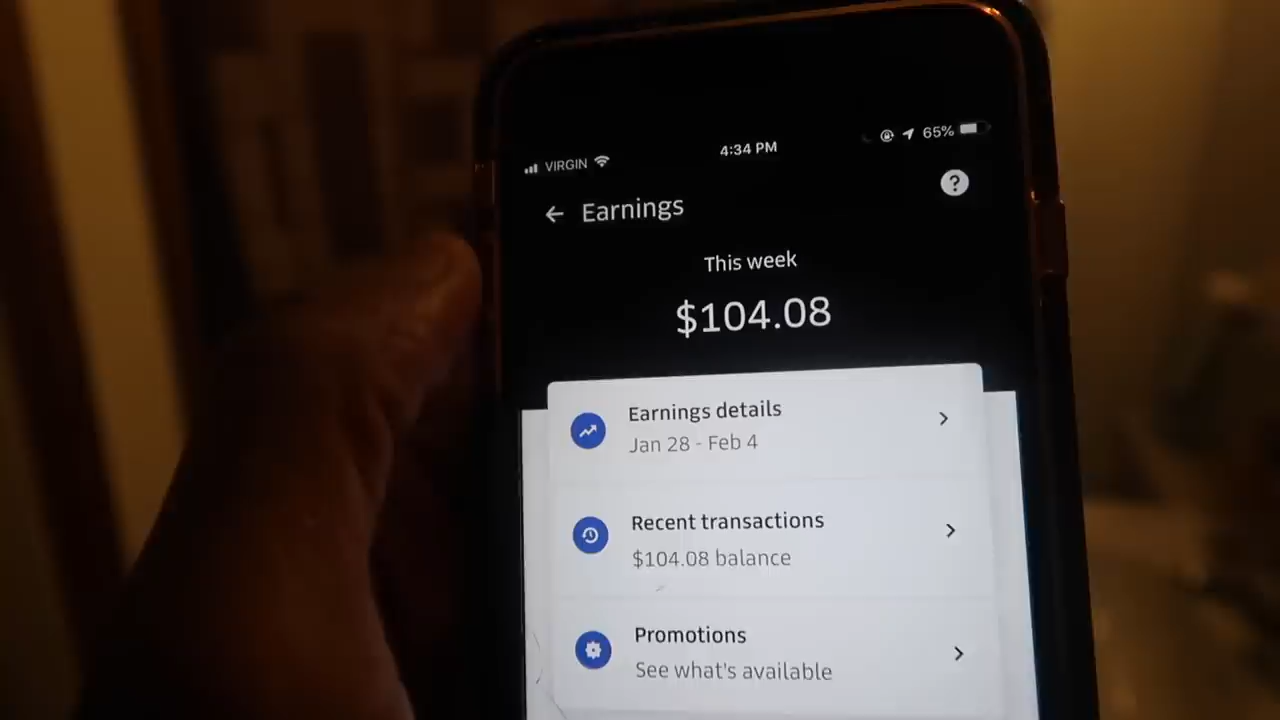 VIRGIN
4:34 PM
65%
Earnings
?
This week
$104.08
Earnings details
Jan 28 - Feb 4
Recent transactions
$104.08 balance
Promotions
See what's available